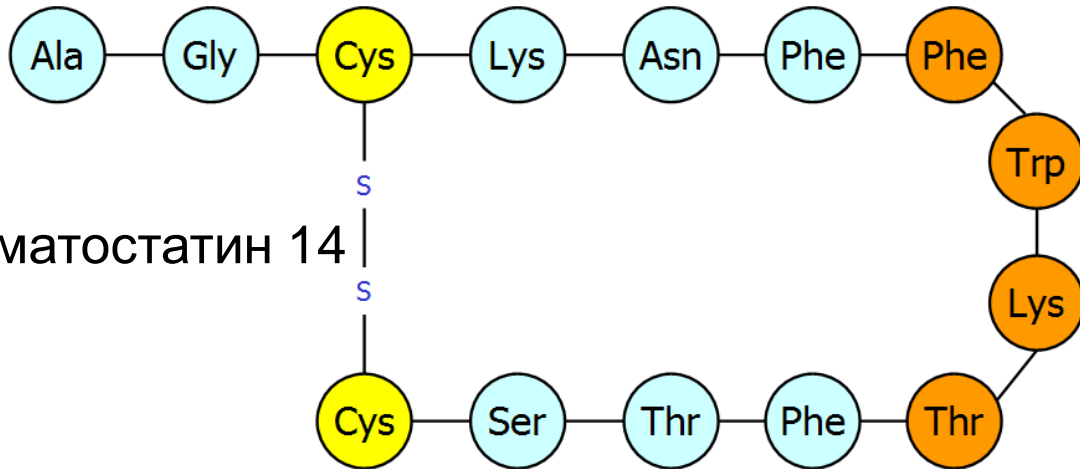 Ala Gly Cys Lys Asn Phe Phe
Trp
S
матостатин 14
S
Lys
Cys Ser Thr Phe Thr